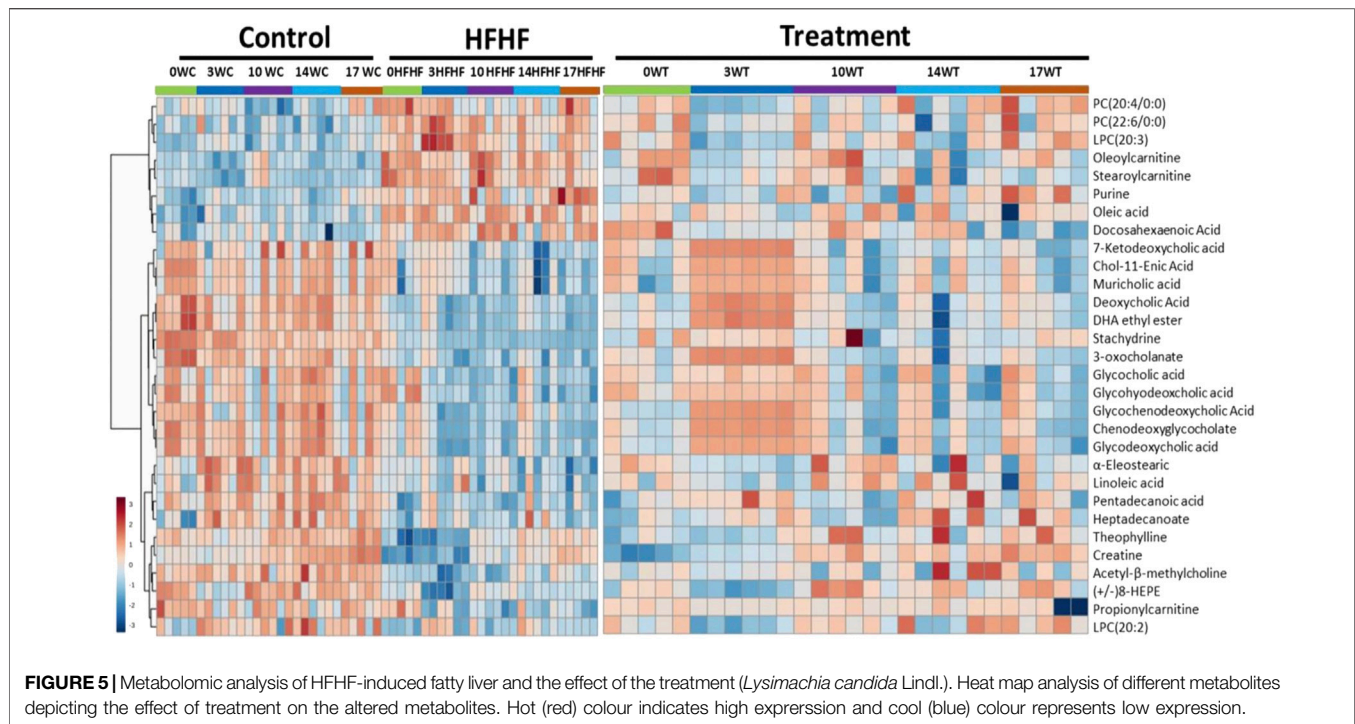 Control HFHF Treatment
0WC 3WC 10 WC 14WC 17 WC 0HFHF 3HFHF 10 HFHF 14HFHF 17HFHF 0WT 3WT 10WT 14WT 17WT
PC(20:4/0:0)
PC(22:6/0:0)
LPC(20:3)
Oleoylcarnitine
Stearoylcarnitine
Purine
Oleic acid
Docosahexaenoic Acid
7-Ketodeoxycholic acid
Chol-11-Enic Acid
Muricholic acid
Deoxycholic Acid
DHA ethyl ester
Stachydrine
3-oxocholanate
Glycocholic acid
Glycohyodeoxcholic acid
Glycochenodeoxycholic Acid
Chenodeoxyglycocholate
Glycodeoxycholic acid
α-Eleostearic
Linoleic acid
Pentadecanoic acid
Heptadecanoate
Theophylline
Creatine
Acetyl-β-methylcholine
(+/-)8-HEPE
Propionylcarnitine
LPC(20:2)
3
2
1
0
-1
-2
-3
FIGURE 5 | Metabolomic analysis of HFHF-induced fatty liver and the effect of the treatment (Lysimachia candida Lindl.). Heat map analysis of different metabolites
depicting the effect of treatment on the altered metabolites. Hot (red) colour indicates high exprerssion and cool (blue) colour represents low expression.